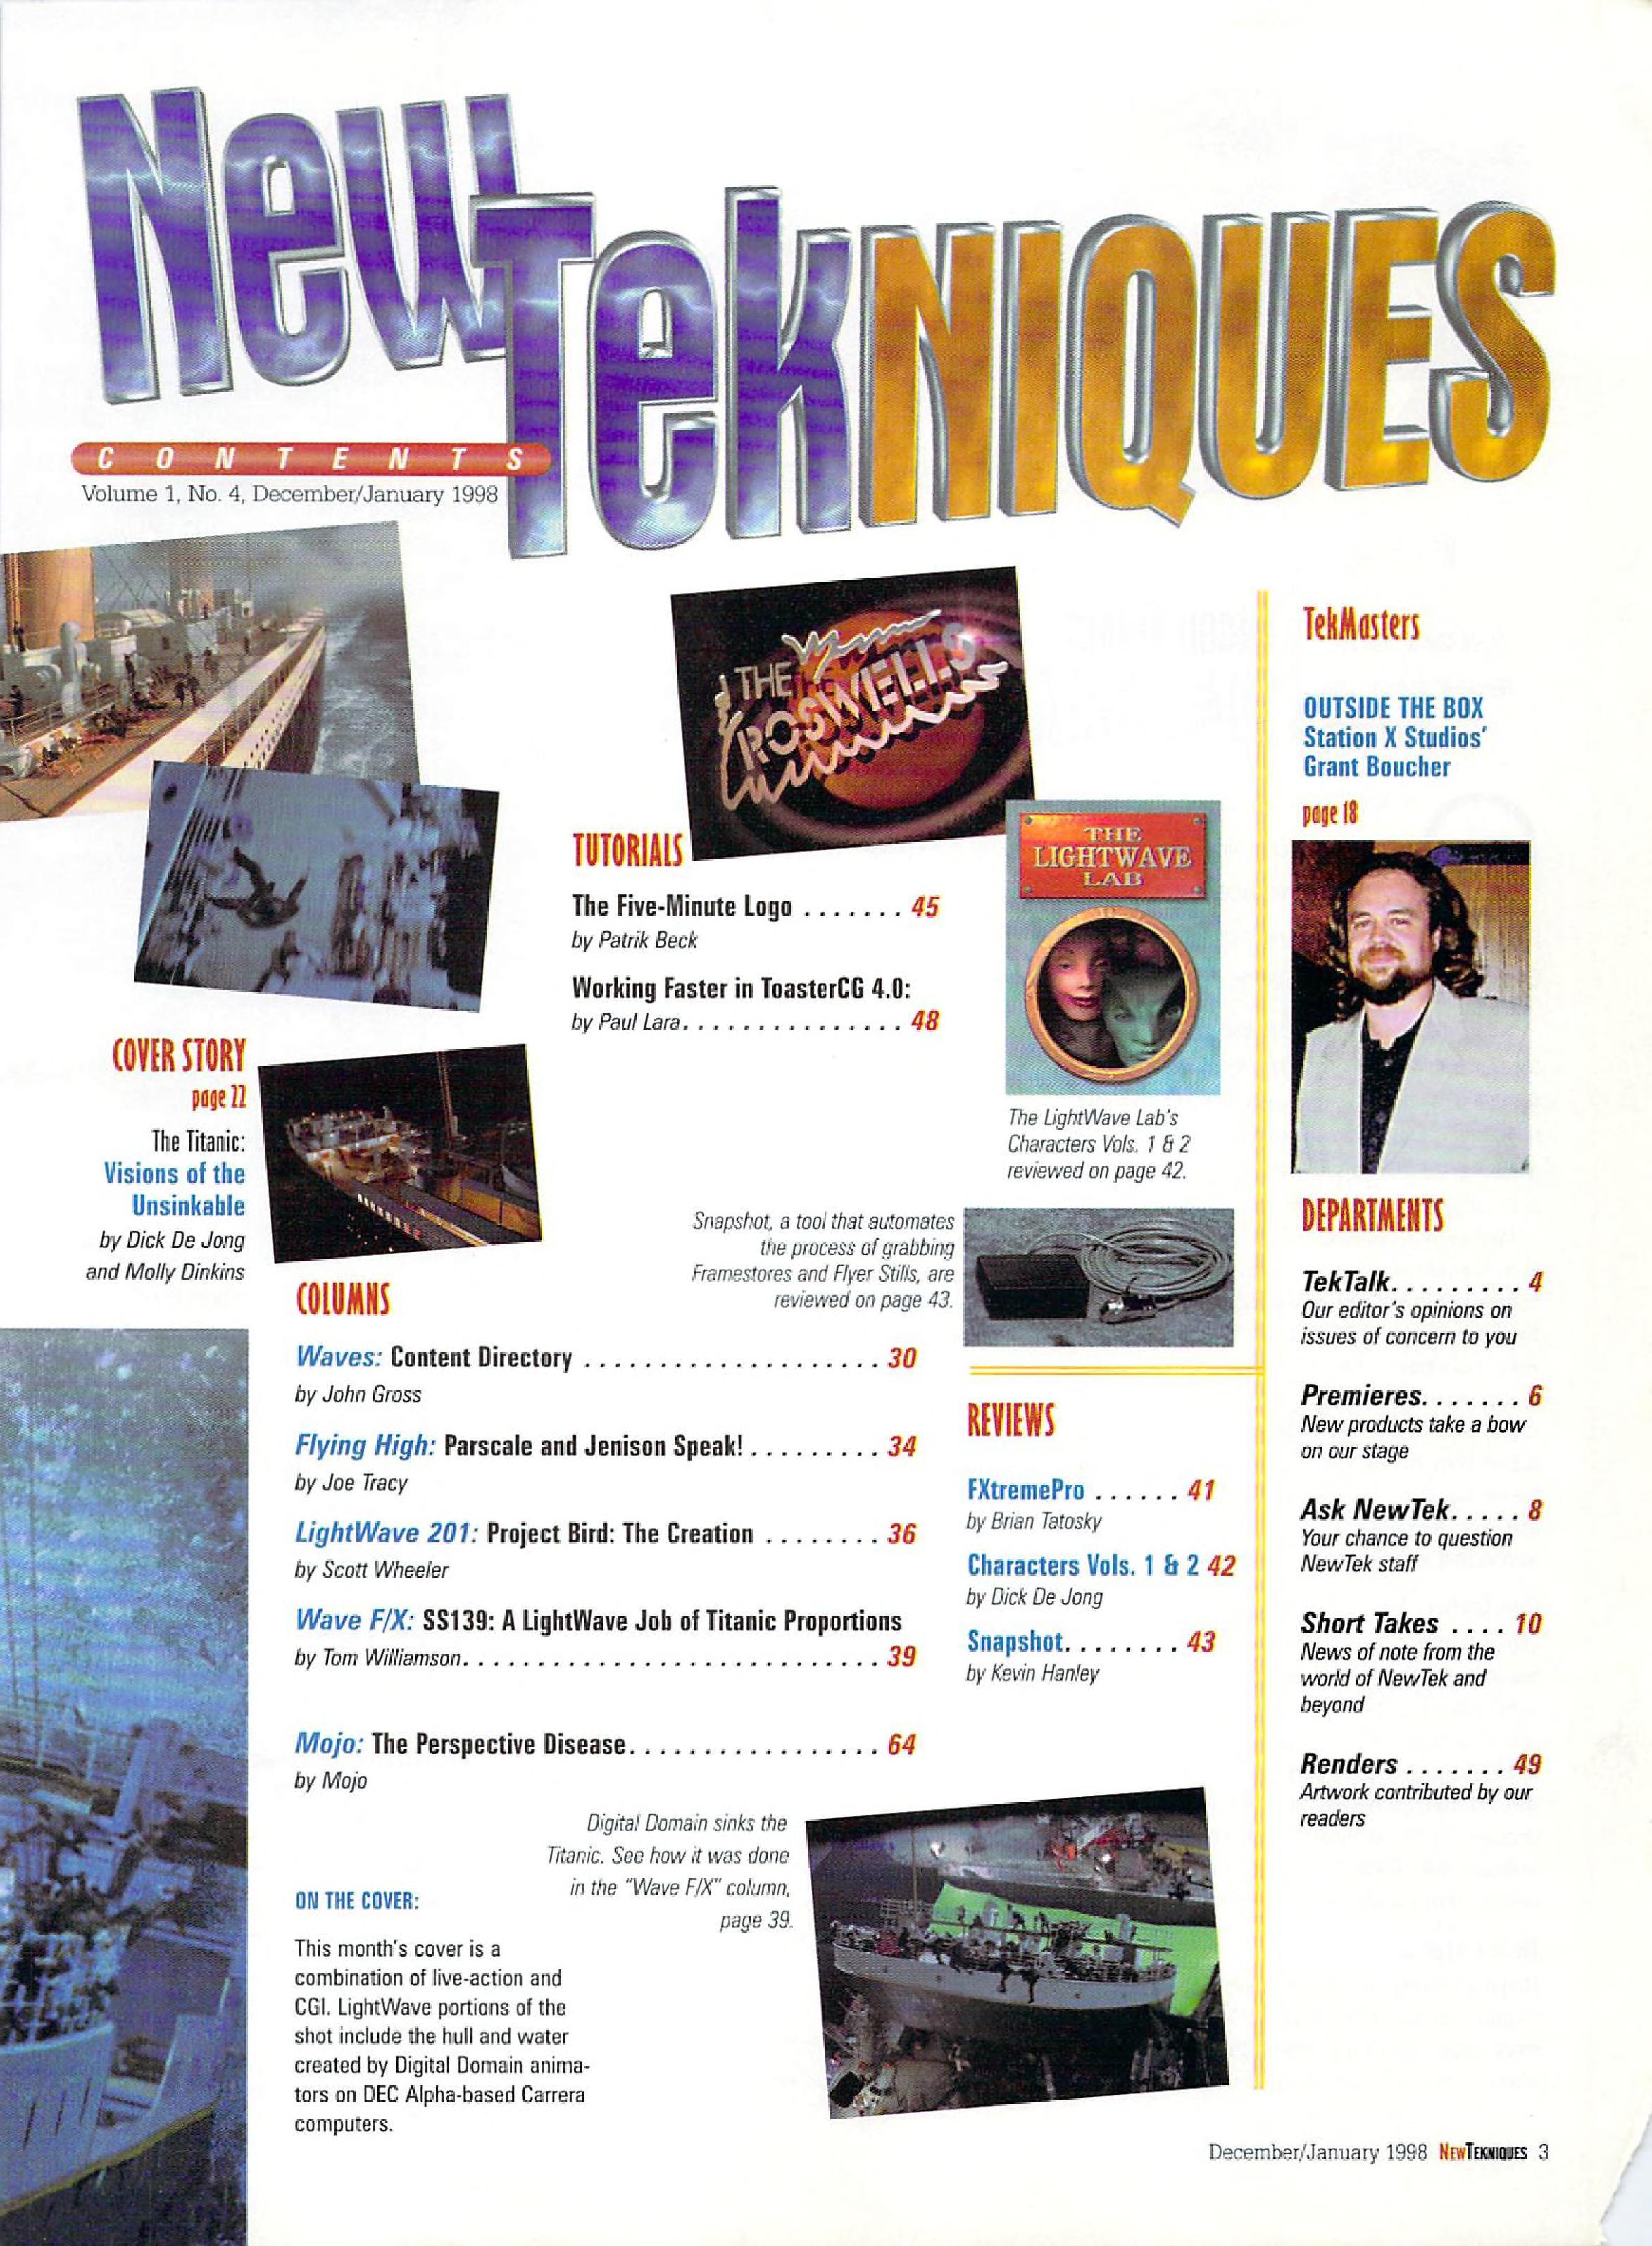 NewTekNIQUES
CONTENTS
Volume 1, No. 4, December/January 1998
COVER STORY
page 22
The Titanic:
Visions of the
Unsinkable
by Dick De Jong
and Molly Dinkins
THE
ROSWELLS
TUTORIALS
The Five-Minute Logo . . . . . . . 45
by Patrik Beck
Working Faster in ToasterCG 4.0:
by Paul Lara. . . . . . . . . . . . . . . 48
THE
LIGHTWAVE
LAB
The LightWave Lab's
Characters Vols. 1 & 2
reviewed on page 42.
Snapshot, a tool that automates
the process of grabbing
Framestores and Flyer Stills, are
reviewed on page 43.
COLUMNS
Waves: Content Directory . . . . . . . . . . . . . . . . . . . . 30
by John Gross
Flying High: Parscale and Jenison Speak! . . . . . . . . . 34
by Joe Tracy
LightWave 201: Project Bird: The Creation . . . . . . . . 36
by Scott Wheeler
Wave F/X: SS139: A LightWave Job of Titanic Proportions
by Tom Williamson. . . . . . . . . . . . . . . . . . . . . . . . . . . . 39
Mojo: The Perspective Disease. . . . . . . . . . . . . . . . . 64
by Mojo
REVIEWS
FXtremePro . . . . . . 41
by Brian Tatosky
Characters Vols. 1 & 2 42
by Dick De Jong
Snapshot. . . . . . . . 43
by Kevin Hanley
Digital Domain sinks the
Titanic. See how it was done
in the "Wave F/X" column,
page 39.
ON THE COVER:
This month's cover is a
combination of live-action and
CGI. LightWave portions of the
shot include the hull and water
created by Digital Domain anima-
tors on DEC Alpha-based Carrera
computers.
TekMasters
OUTSIDE THE BOX
Station X Studios'
Grant Boucher
page 18
DEPARTMENTS
TekTalk. . . . . . . . . 4
Our editor's opinions on
issues of concern to you
Premieres. . . . . . . 6
New products take a bow
on our stage
Ask NewTek. . . . . 8
Your chance to question
NewTek staff
Short Takes . . . . 10
News of note from the
world of NewTek and
beyond
Renders . . . . . . . 49
Artwork contributed by our
readers
December/January 1998 NEWTEKNIQUES 3